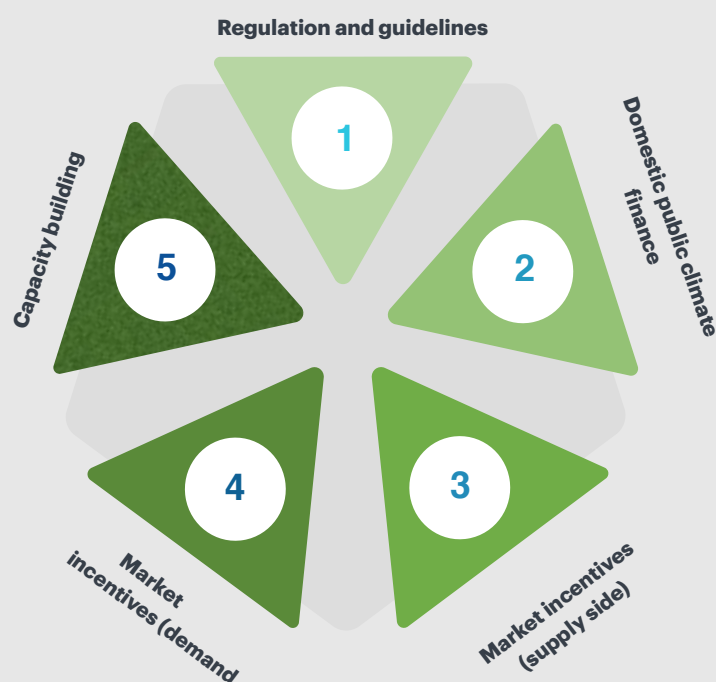 Regulation and guidelines
1
Domestic public climate
finance
2
Market incentives
(supply side)
3
Market
incentives (demand
4
Capacity building
5